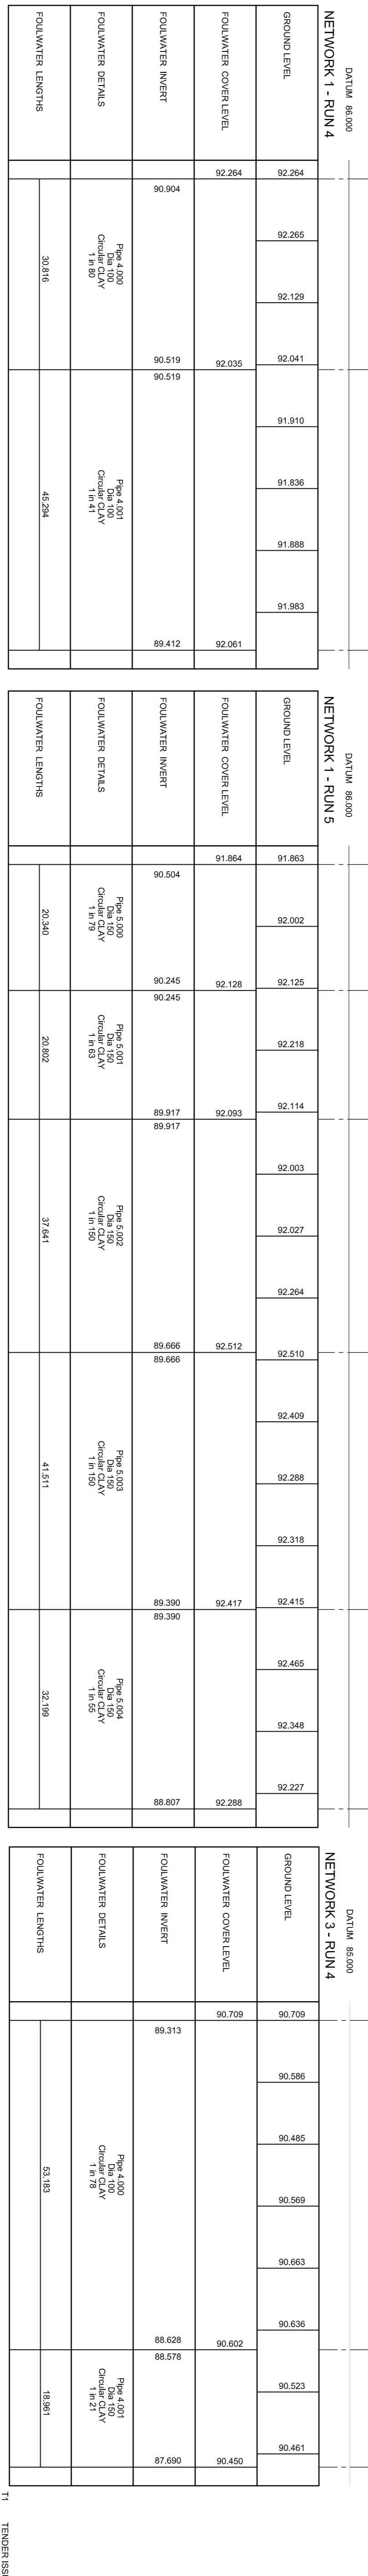 DATUM 86.000
NETWORK 1 - RUN 4
GROUND LEVEL
92.264
92.265
92.129
92.041
91.910
91.836
91.888
91.983
FOULWATER COVER LEVEL
92.264
92.035
92.061
FOULWATER INVERT
90.904
90.519
90.519
89.412
FOULWATER DETAILS
Pipe 4.000
Dia 100
Circular CLAY
1 in 80
Pipe 4.001
Dia 100
Circular CLAY
1 in 41
FOULWATER LENGTHS
30.816
45.294
DATUM 86.000
NETWORK 1 - RUN 5
GROUND LEVEL
91.863
92.002
92.125
92.218
92.114
92.003
92.027
92.264
92.510
92.409
92.288
92.318
92.415
92.465
92.348
92.227
FOULWATER COVER LEVEL
91.864
92.128
92.093
92.512
92.417
92.288
FOULWATER INVERT
90.504
90.245
90.245
89.917
89.917
89.666
89.666
89.390
89.390
88.807
FOULWATER DETAILS
Pipe 5.000
Dia 150
Circular CLAY
1 in 79
Pipe 5.001
Dia 150
Circular CLAY
1 in 63
Pipe 5.002
Dia 150
Circular CLAY
1 in 150
Pipe 5.003
Dia 150
Circular CLAY
1 in 150
Pipe 5.004
Dia 150
Circular CLAY
1 in 55
FOULWATER LENGTHS
20.340
20.802
37.641
41.511
32.199
DATUM 85.000
NETWORK 3 - RUN 4
GROUND LEVEL
90.709
90.586
90.485
90.569
90.663
90.636
90.523
90.461
FOULWATER COVER LEVEL
90.709
90.602
90.450
FOULWATER INVERT
89.313
88.628
88.578
87.690
FOULWATER DETAILS
Pipe 4.000
Dia 100
Circular CLAY
1 in 78
Pipe 4.001
Dia 150
Circular CLAY
1 in 21
FOULWATER LENGTHS
53.183
18.961
T1 TENDER ISS